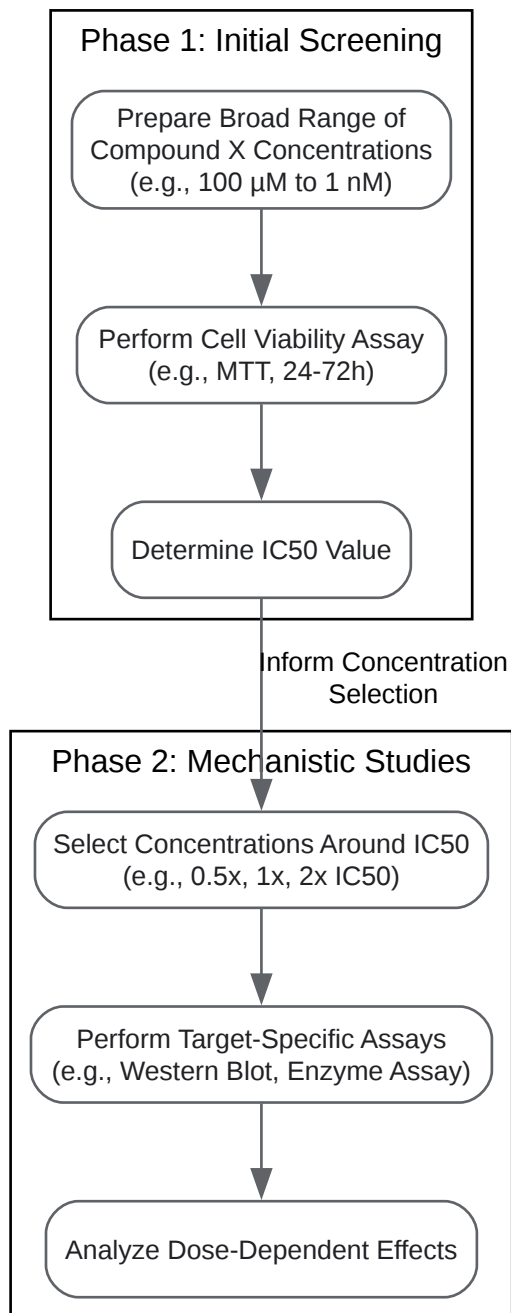 Phase 1: Initial Screening
Prepare Broad Range of
Compound X Concentrations
(e.g., 100 µM to 1 nM)
Perform Cell Viability Assay
(e.g., MTT, 24-72h)
Determine IC50 Value
Inform Concentration
Selection
Phase 2: Mechanistic Studies
Select Concentrations Around IC50
(e.g., 0.5x, 1x, 2x IC50)
Perform Target-Specific Assays
(e.g., Western Blot, Enzyme Assay)
Analyze Dose-Dependent Effects